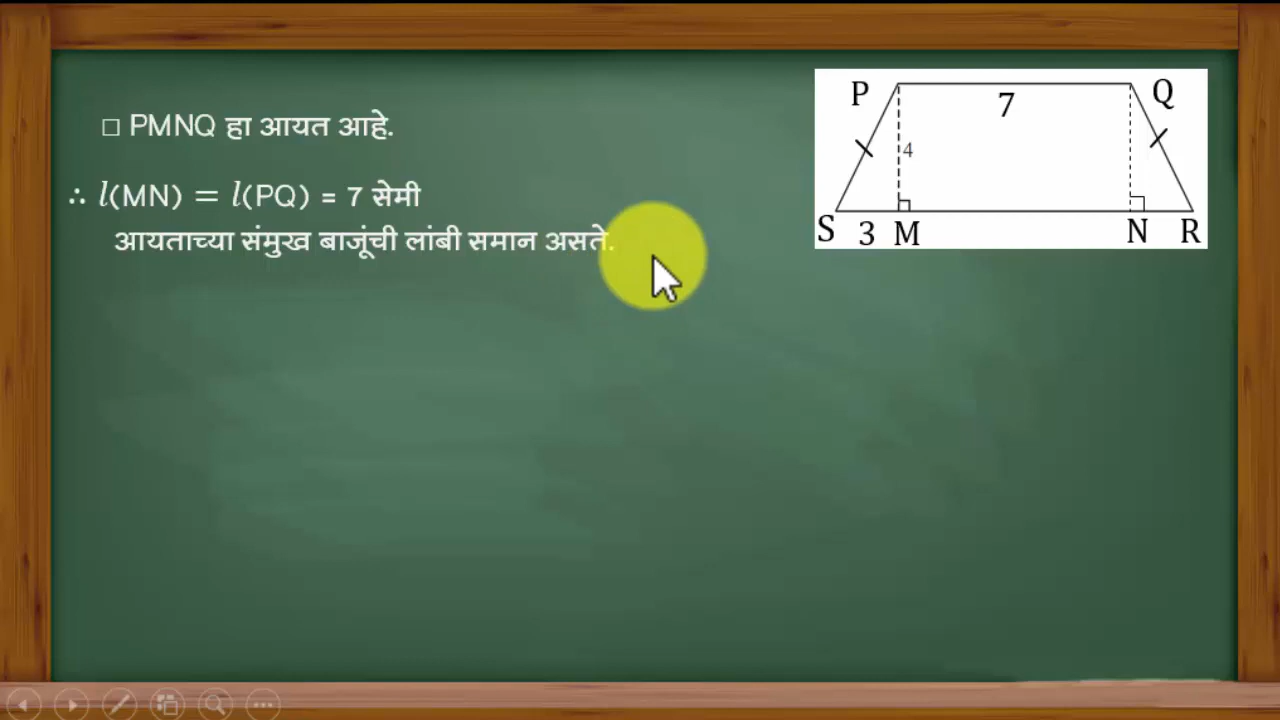 □ PMNQ हा आयत आहे.
∴ l(MN) = l(PQ) = 7 सेमी
आयताच्या संमुख बाजूंची लांबी समान असते.
P 7 Q
4
S 3 M N R